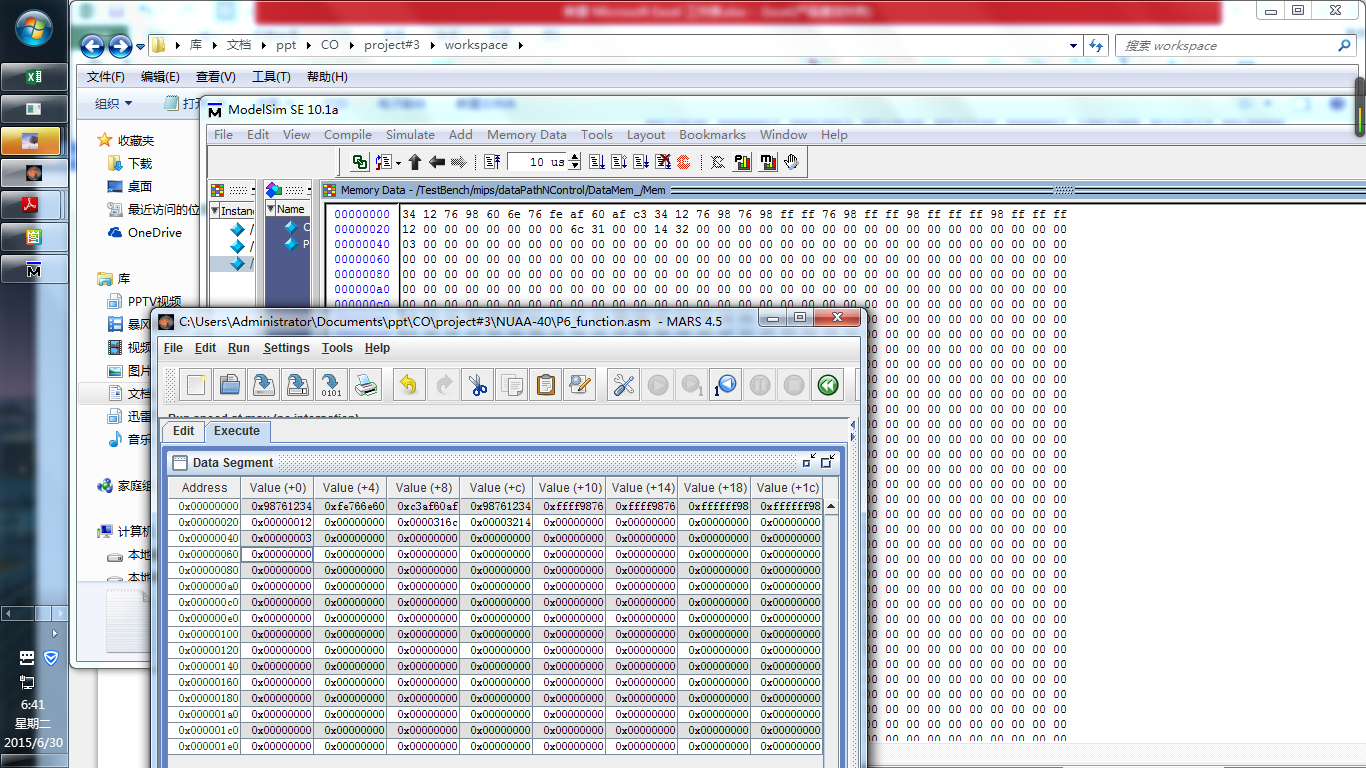 库 文档 ppt CO project#3 workspace
搜索 workspace
文件(F) 编辑(E) 查看(V) 工具(T) 帮助(H)
组织 打开
收藏夹
下载
桌面
最近访问的位
OneDrive
库
PPTV视频
暴风
视频
图片
文档
迅雷
音乐
家庭组
计算机
本地
本地
ModelSim SE 10.1a
File Edit View Compile Simulate Add Memory Data Tools Layout Bookmarks Window Help
10 us
Instanc
Name
Memory Data - /TestBench/mips/dataPathNControl/DataMem_/Mem
00000000 34 12 76 98 60 6e 76 fe af 60 af c3 34 12 76 98 76 98 ff ff 76 98 ff ff 98 ff ff ff 98 ff ff ff
00000020 12 00 00 00 00 00 00 00 6c 31 00 00 14 32 00 00 00 00 00 00 00 00 00 00 00 00 00 00 00 00 00 00
00000040 03 00 00 00 00 00 00 00 00 00 00 00 00 00 00 00 00 00 00 00 00 00 00 00 00 00 00 00 00 00 00 00
00000060 00 00 00 00 00 00 00 00 00 00 00 00 00 00 00 00 00 00 00 00 00 00 00 00 00 00 00 00 00 00 00 00
00000080 00 00 00 00 00 00 00 00 00 00 00 00 00 00 00 00 00 00 00 00 00 00 00 00 00 00 00 00 00 00 00 00
000000a0 00 00 00 00 00 00 00 00 00 00 00 00 00 00 00 00 00 00 00 00 00 00 00 00 00 00 00 00 00 00 00 00
000000c0 00 00 00 00 00 00 00 00 00 00 00 00 00 00 00 00 00 00 00 00 00 00 00 00 00 00 00 00 00 00 00 00
C:\Users\Administrator\Documents\ppt\CO\project#3\NUAA-40\P6_function.asm - MARS 4.5
File Edit Run Settings Tools Help
Run speed at max (no interaction)
Edit Execute
Data Segment
Address Value (+0) Value (+4) Value (+8) Value (+c) Value (+10) Value (+14) Value (+18) Value (+1c)
0x00000000 0x98761234 0xfe766e60 0xc3af60af 0x98761234 0xffff9876 0xffff9876 0xffffff98 0xffffff98
0x00000020 0x00000012 0x00000000 0x0000316c 0x00003214 0x00000000 0x00000000 0x00000000 0x00000000
0x00000040 0x00000003 0x00000000 0x00000000 0x00000000 0x00000000 0x00000000 0x00000000 0x00000000
0x00000060 0x00000000 0x00000000 0x00000000 0x00000000 0x00000000 0x00000000 0x00000000 0x00000000
0x00000080 0x00000000 0x00000000 0x00000000 0x00000000 0x00000000 0x00000000 0x00000000 0x00000000
0x000000a0 0x00000000 0x00000000 0x00000000 0x00000000 0x00000000 0x00000000 0x00000000 0x00000000
0x000000c0 0x00000000 0x00000000 0x00000000 0x00000000 0x00000000 0x00000000 0x00000000 0x00000000
0x000000e0 0x00000000 0x00000000 0x00000000 0x00000000 0x00000000 0x00000000 0x00000000 0x00000000
0x00000100 0x00000000 0x00000000 0x00000000 0x00000000 0x00000000 0x00000000 0x00000000 0x00000000
0x00000120 0x00000000 0x00000000 0x00000000 0x00000000 0x00000000 0x00000000 0x00000000 0x00000000
0x00000140 0x00000000 0x00000000 0x00000000 0x00000000 0x00000000 0x00000000 0x00000000 0x00000000
0x00000160 0x00000000 0x00000000 0x00000000 0x00000000 0x00000000 0x00000000 0x00000000 0x00000000
0x00000180 0x00000000 0x00000000 0x00000000 0x00000000 0x00000000 0x00000000 0x00000000 0x00000000
0x000001a0 0x00000000 0x00000000 0x00000000 0x00000000 0x00000000 0x00000000 0x00000000 0x00000000
0x000001c0 0x00000000 0x00000000 0x00000000 0x00000000 0x00000000 0x00000000 0x00000000 0x00000000
0x000001e0 0x00000000 0x00000000 0x00000000 0x00000000 0x00000000 0x00000000 0x00000000 0x00000000
6:41
星期二
2015/6/30